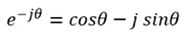 e^{-jθ} = cosθ − j sinθ